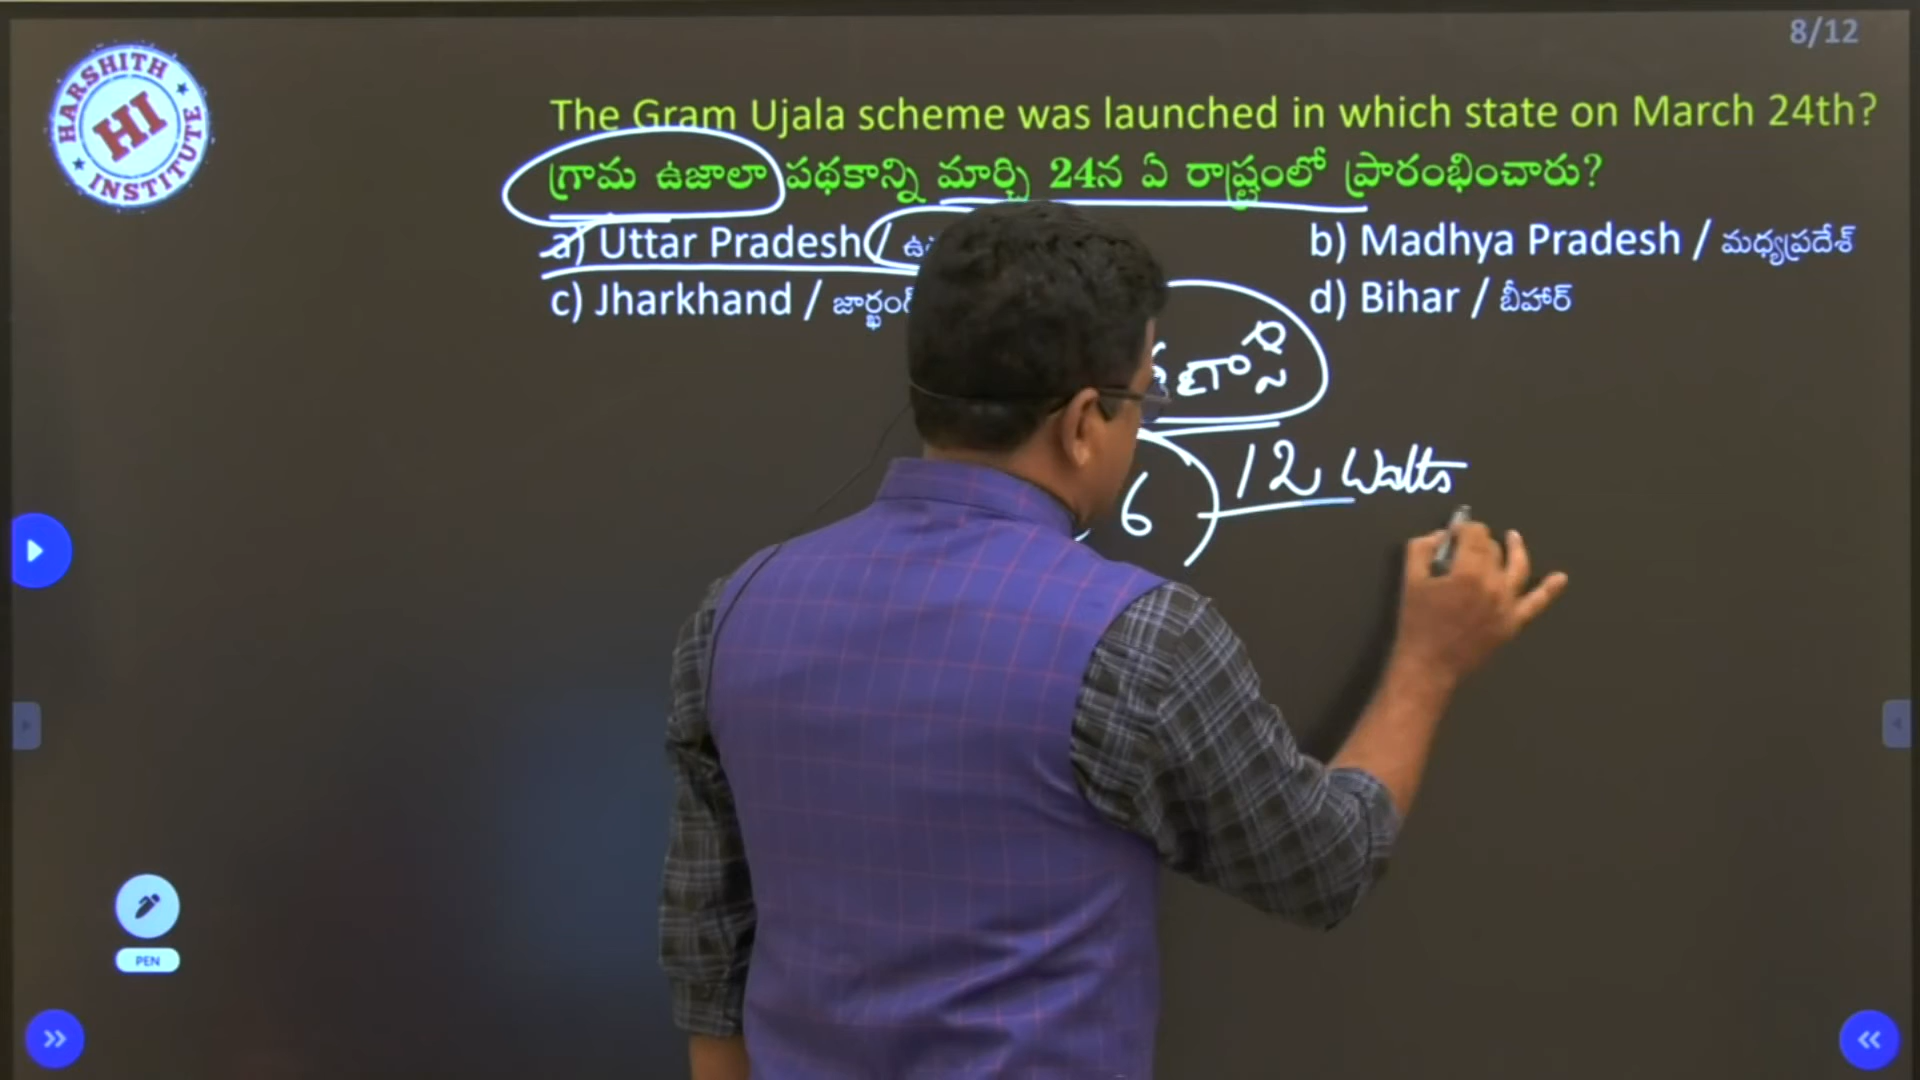 8/12
HARSHITH
HI
INSTITUTE
The Gram Ujala scheme was launched in which state on March 24th?
గ్రామ ఉజాలా పథకాన్ని మార్చి 24న ఏ రాష్ట్రంలో ప్రారంభించారు?
a) Uttar Pradesh /
b) Madhya Pradesh / మధ్యప్రదేశ్
c) Jharkhand /
d) Bihar / బీహార్
12 Watts
6
PEN